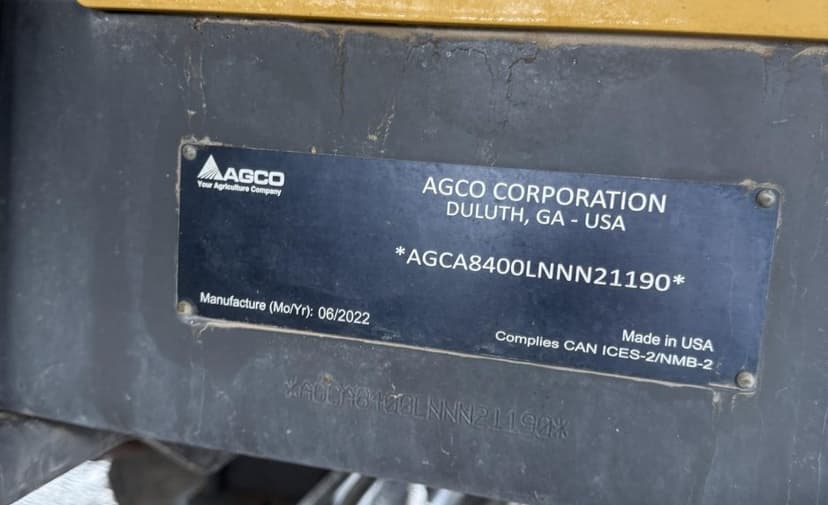 AGCO
Your Agriculture Company
AGCO CORPORATION
DULUTH, GA - USA
*AGCA8400LNNN21190*
Manufacture (Mo/Yr): 06/2022
Made in USA
Complies CAN ICES-2/NMB-2
*AGCA8400LNNN21190*